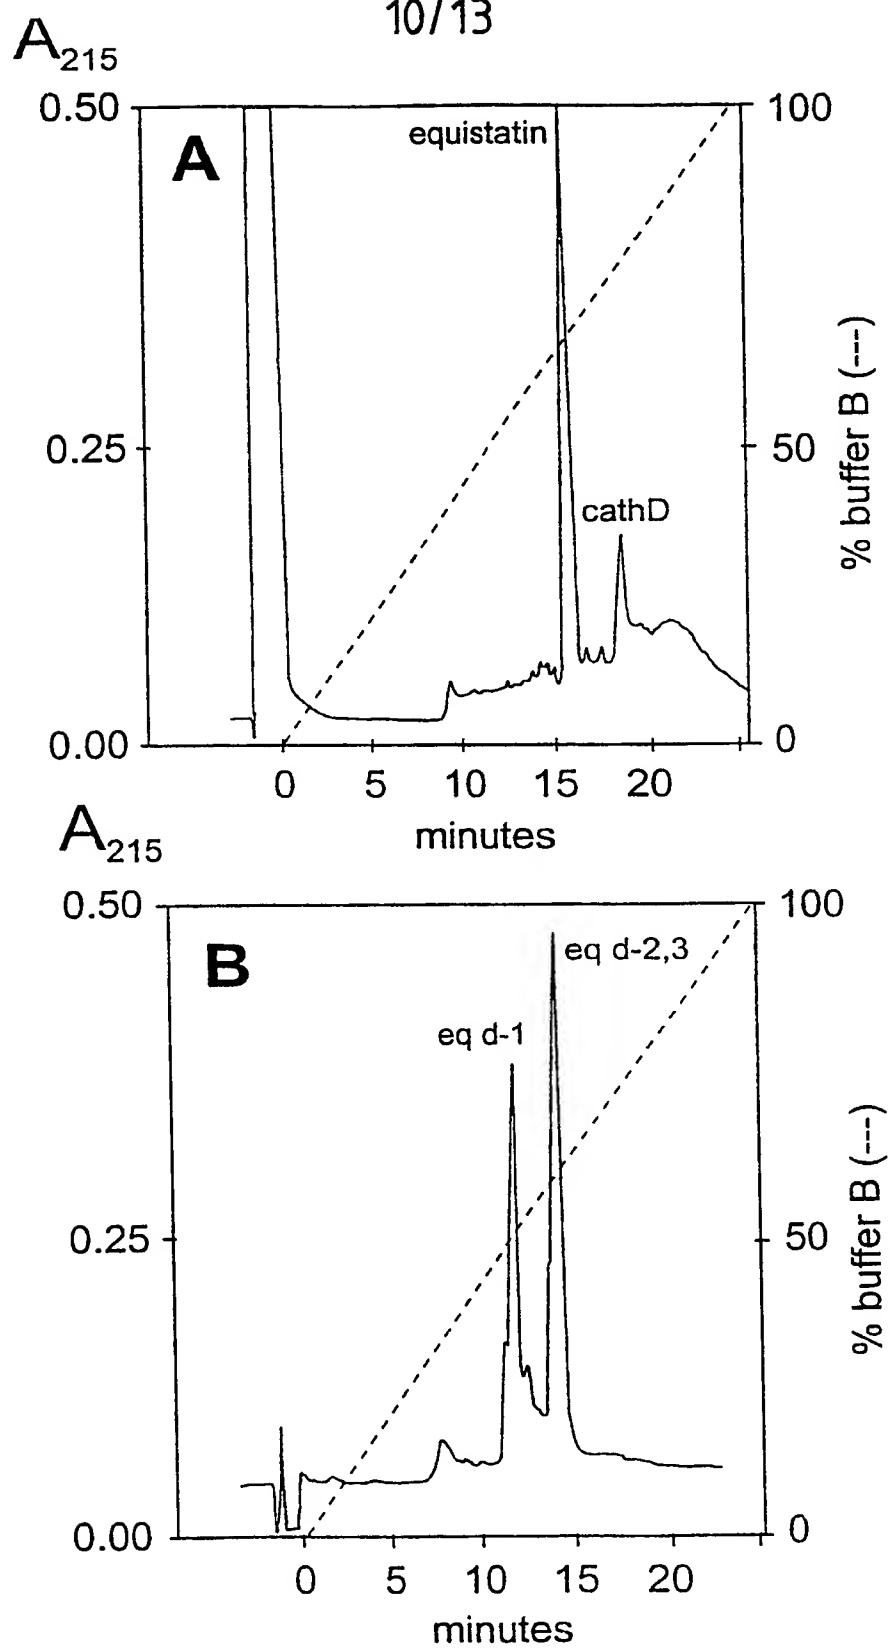 10/13
A215
0.50
100
A
equistatin
0.25
50
cathD
% buffer B (---)
0.00
0
0 5 10 15 20
minutes
A215
0.50
100
B
eq d-2,3
eq d-1
0.25
50
% buffer B (---)
0.00
0
0 5 10 15 20
minutes